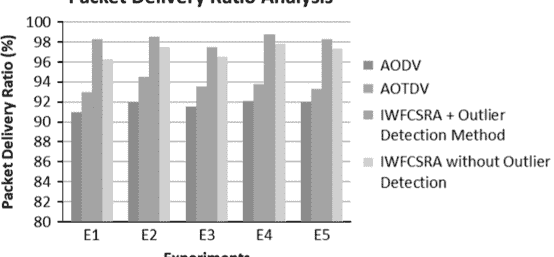 Packet Delivery Ratio Analysis
Packet Delivery Ratio (%)
100
98
96
94
92
90
88
86
84
82
80
E1 E2 E3 E4 E5
Experiments
AODV
AOTDV
IWFCSRA + Outlier
Detection Method
IWFCSRA without Outlier
Detection